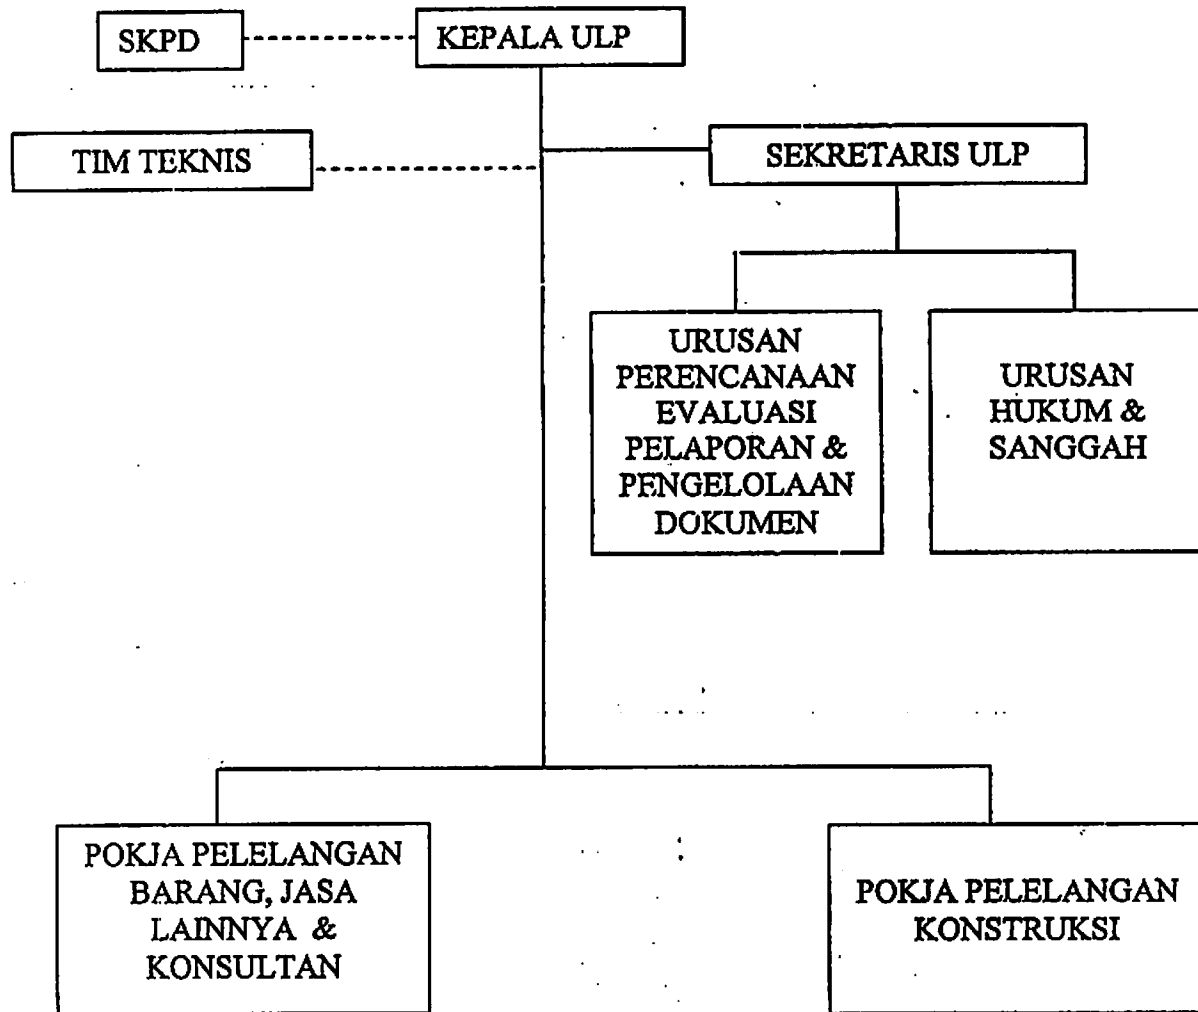 SKPD
KEPALA ULP
TIM TEKNIS
SEKRETARIS ULP
URUSAN
PERENCANAAN
EVALUASI
PELAPORAN &
PENGELOLAAN
DOKUMEN
URUSAN
HUKUM &
SANGGAH
POKJA PELELANGAN
BARANG, JASA
LAINNYA &
KONSULTAN
POKJA PELELANGAN
KONSTRUKSI